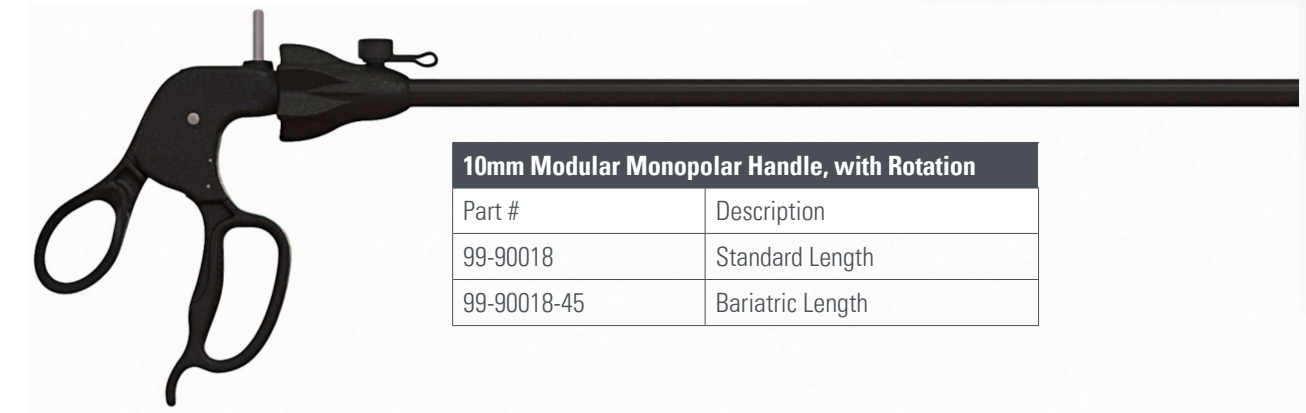 10mm Modular Monopolar Handle, with Rotation
Part # Description
99-90018 Standard Length
99-90018-45 Bariatric Length